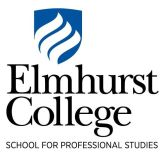 Elmhurst
College
SCHOOL FOR PROFESSIONAL STUDIES